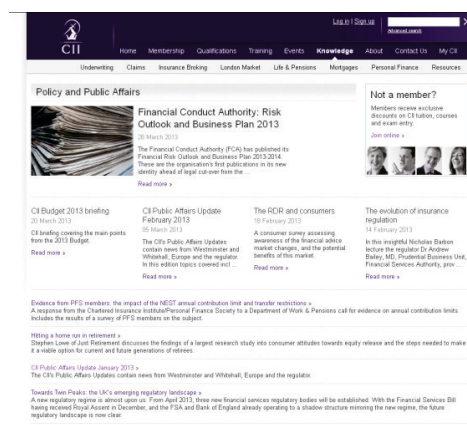 Log in | Sign up
Advanced search
CII
Home Membership Qualifications Training Events Knowledge About Contact Us My CII
Underwriting Claims Insurance Broking London Market Life & Pensions Mortgages Personal Finance Resources
Policy and Public Affairs
Financial Conduct Authority: Risk
Outlook and Business Plan 2013
26 March 2013
The Financial Conduct Authority (FCA) has published its
Financial Risk Outlook and Business Plan 2013-2014.
These are the organisation's first publications in its new
identity ahead of legal cut-over from the ...
Read more »
Not a member?
Members receive exclusive
discounts on CII tuition, courses
and exam entry.
Join online »
CII Budget 2013 briefing
20 March 2013
CII briefing covering the main points
from the 2013 Budget.
Read more »
CII Public Affairs Update
February 2013
05 March 2013
The CII's Public Affairs Updates
contain news from Westminster and
Whitehall, Europe and the regulator.
In this edition topics covered incl ...
Read more »
The RDR and consumers
18 February 2013
A consumer survey assessing
awareness of the financial advice
market changes, and the potential
benefits of this market.
Read more »
The evolution of insurance
regulation
14 February 2013
In this insightful Nicholas Barbon
lecture the regulator Dr Andrew
Bailey, MD, Prudential Business Unit,
Financial Services Authority, prov ...
Read more »
Evidence from PFS members: the impact of the NEST annual contribution limit and transfer restrictions »
A response from the Chartered Insurance Institute/Personal Finance Society to a Department of Work & Pensions call for evidence on annual contribution limits.
Includes the results of a survey of PFS members on the subject.
Hitting a home run in retirement »
Stephen Lowe of Just Retirement discusses the findings of a largest research study into consumer attitudes towards equity release and the steps needed to make
it a viable option for current and future generations of retirees.
CII Public Affairs Update January 2013 »
The CII's Public Affairs Updates contain news from Westminster and Whitehall, Europe and the regulator.
Towards Twin Peaks: the UK's emerging regulatory landscape »
A new regulatory regime is almost upon us. From April 2013, three new financial services regulatory bodies will be established. With the Financial Services Bill
having received Royal Assent in December, and the FSA and Bank of England already operating to a shadow structure mirroring the new regime, the future
regulatory landscape is now clear.